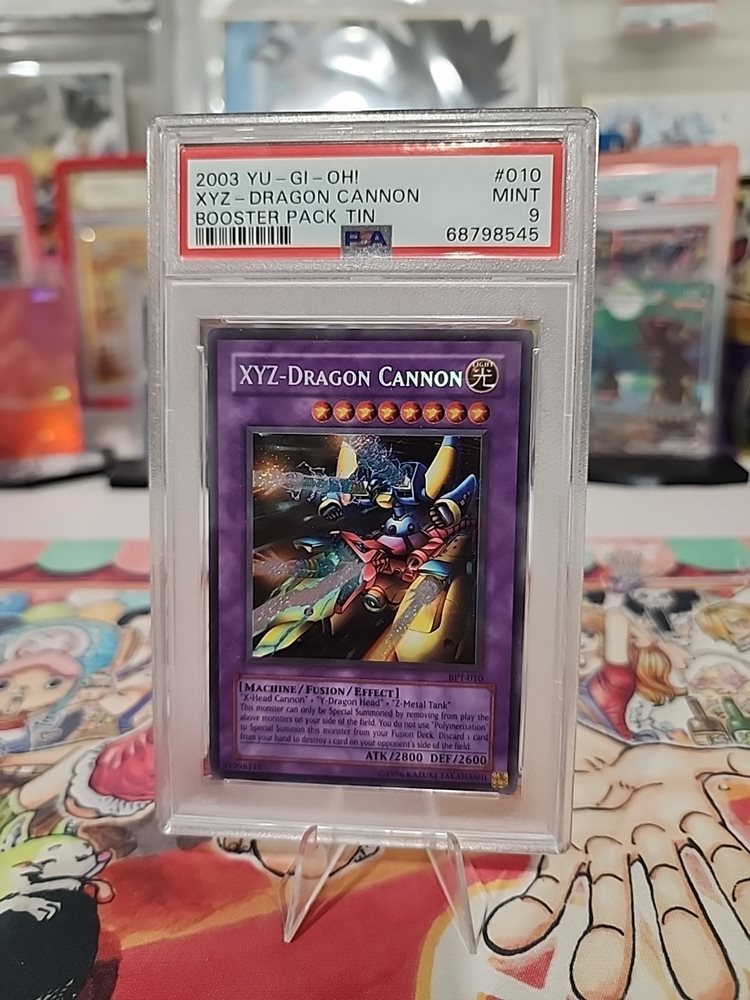 2003 YU-GI-OH! #010
XYZ-DRAGON CANNON MINT
BOOSTER PACK TIN 9
PSA 68798545
XYZ-DRAGON CANNON
LIGHT
光
BPT-010
[MACHINE/FUSION/EFFECT]
"X-Head Cannon" + "Y-Dragon Head" + "Z-Metal Tank"
This monster can only be Special Summoned by removing from play the
above monsters on your side of the field. You do not use "Polymerization"
to Special Summon this monster from your Fusion Deck. Discard 1 card
from your hand to destroy 1 card on your opponent's side of the field.
ATK/2800 DEF/2600
91998119 ©1996 KAZUKI TAKAHASHI